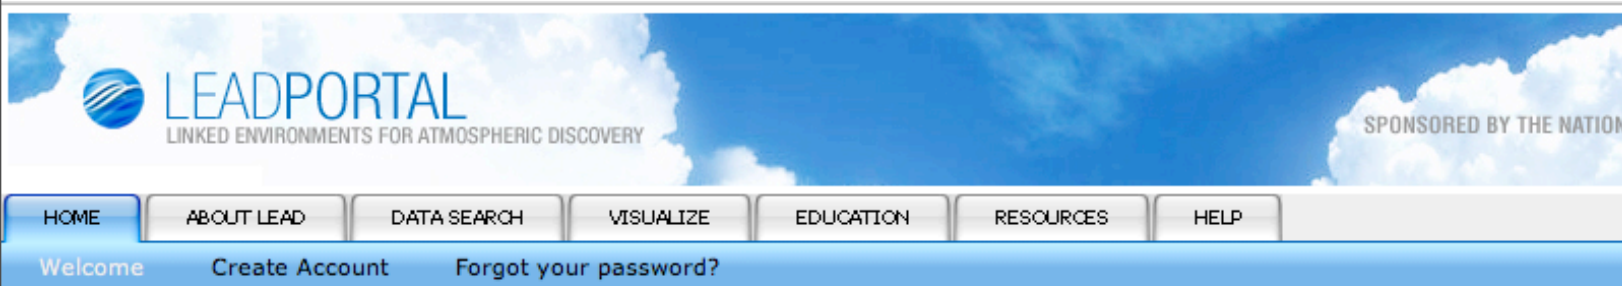 LEADPORTAL
LINKED ENVIRONMENTS FOR ATMOSPHERIC DISCOVERY
SPONSORED BY THE
HOME ABOUT LEAD DATA SEARCH VISUALIZE EDUCATION RESOURCES HELP
Welcome Create Account Forgot your password?